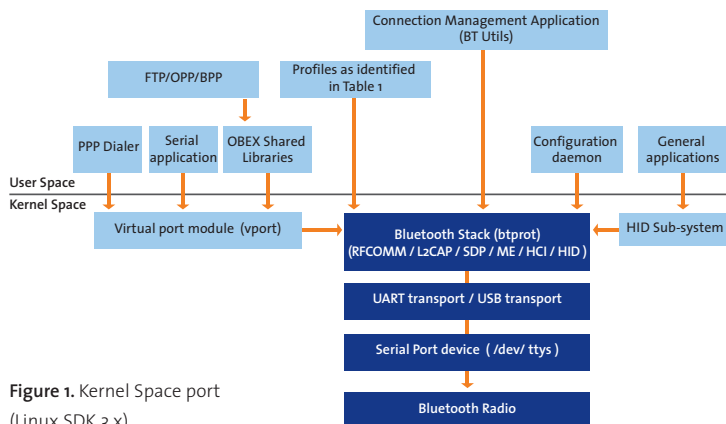 Connection Management Application
(BT Utils)
FTP/OPP/BPP
Profiles as identified
in Table 1
PPP Dialer
Serial
application
OBEX Shared
Libraries
Configuration
daemon
General
applications
User Space
Kernel Space
Virtual port module (vport)
Bluetooth Stack (btprot)
(RFCOMM / L2CAP / SDP / ME / HCI / HID )
HID Sub-system
UART transport / USB transport
Serial Port device ( /dev/ ttys )
Bluetooth Radio
Figure 1. Kernel Space port
(Linux SDK 3.x)